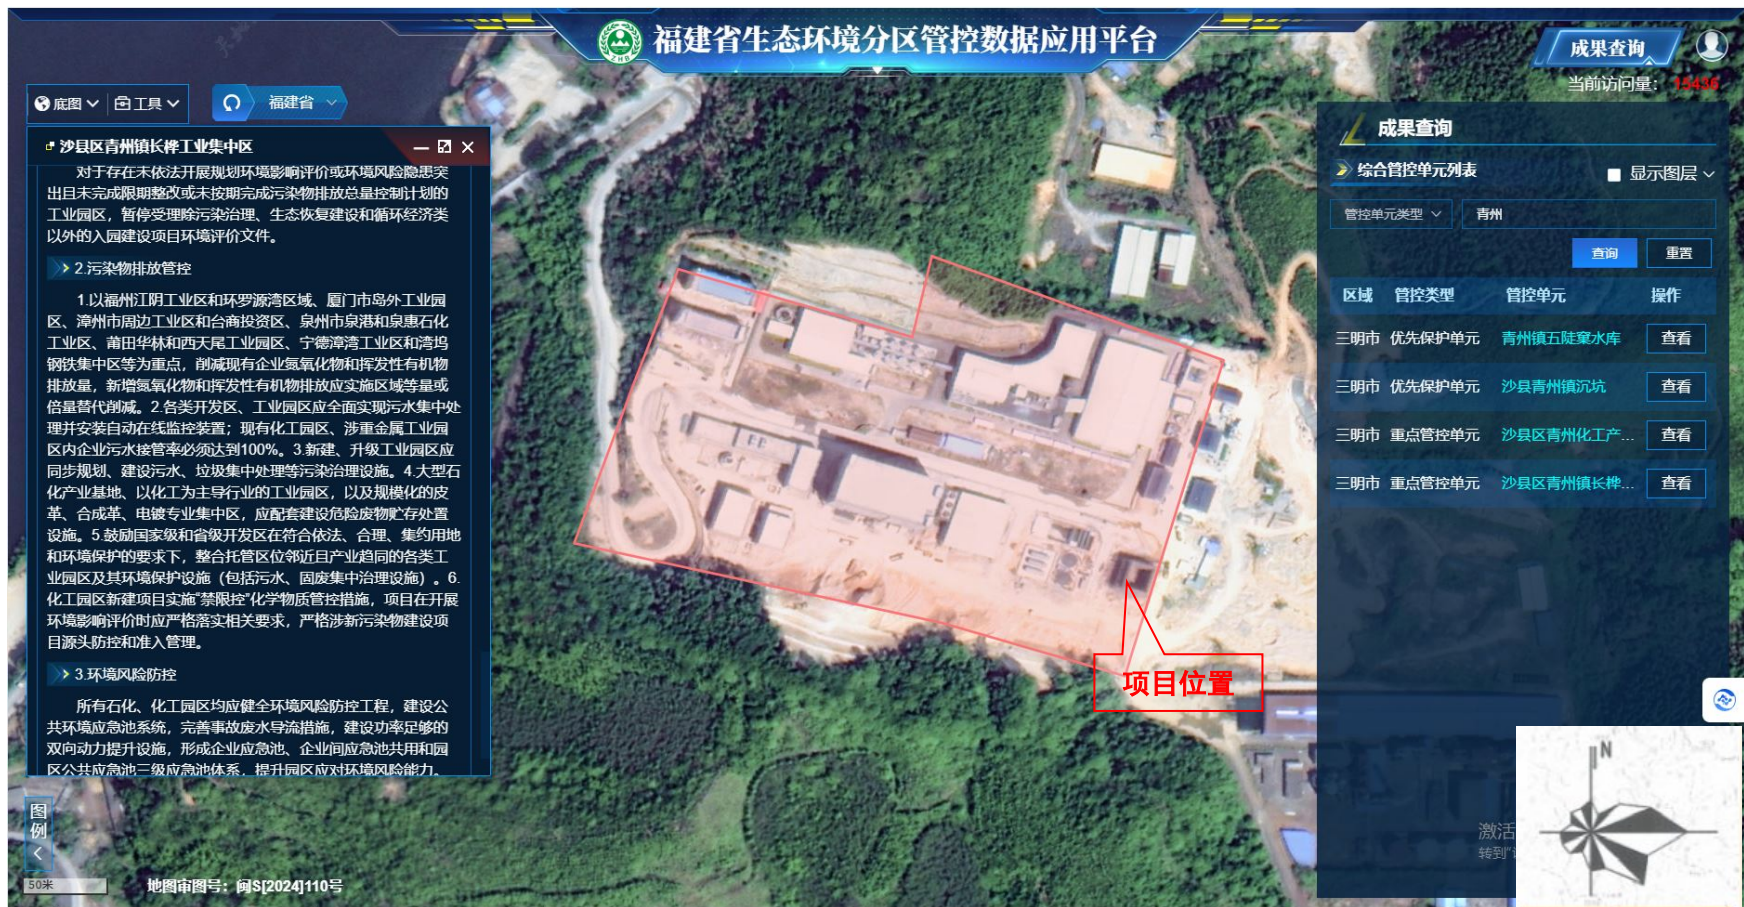 福建省生态环境分区管控数据应用平台
成果查询
当前访问量：15436
底图
工具
福建省
沙县区青州镇长桦工业集中区
对于存在未依法开展规划环境影响评价或环境风险隐患突
出且未完成限期整改或未按期完成污染物排放总量控制计划的
工业园区，暂停受理除污染治理、生态恢复建设和循环经济类
以外的入园建设项目环境评价文件。
2.污染物排放管控
1.以福州江阴工业区和环罗源湾区域、厦门市岛外工业园
区、漳州市周边工业区和台商投资区、泉州市泉港和泉惠石化
工业区、莆田华林和西天尾工业园区、宁德漳湾工业区和湾坞
钢铁集中区等为重点，削减现有企业氮氧化物和挥发性有机物
排放量，新增氮氧化物和挥发性有机物排放应实施区域等量或
倍量替代削减。2.各类开发区、工业园区应全面实现污水集中处
理并安装自动在线监控装置；现有化工园区、涉重金属工业园
区内企业污水接管率必须达到100%。3.新建、升级工业园区应
同步规划、建设污水、垃圾集中处理等污染治理设施。4.大型石
化产业基地、以化工为主导行业的工业园区，以及规模化的皮
革、合成革、电镀专业集中区，应配套建设危险废物贮存处置
设施。5.鼓励国家级和省级开发区在符合依法、合理、集约用地
和环境保护的要求下，整合托管区位邻近且产业趋同的各类工
业园区及其环境保护设施（包括污水、固废集中治理设施）。6.
化工园区新建项目实施“禁限控”化学物质管控措施，项目在开展
环境影响评价时应严格落实相关要求，严格涉新污染物建设项
目源头防控和准入管理。
3.环境风险防控
所有石化、化工园区均应健全环境风险防控工程，建设公
共环境应急池系统，完善事故废水导流措施，建设功率足够的
双向动力提升设施，形成企业应急池、企业间应急池共用和园
区公共应急池三级应急池体系，提升园区应对环境风险能力。
图例
50米
地图审图号：闽S[2024]110号
项目位置
成果查询
综合管控单元列表
显示图层
管控单元类型
青州
查询
重置
区域 管控类型 管控单元 操作
三明市 优先保护单元 青州镇五陡窠水库 查看
三明市 优先保护单元 沙县青州镇沉坑 查看
三明市 重点管控单元 沙县区青州化工产... 查看
三明市 重点管控单元 沙县区青州镇长桦... 查看
激活
转到"
N